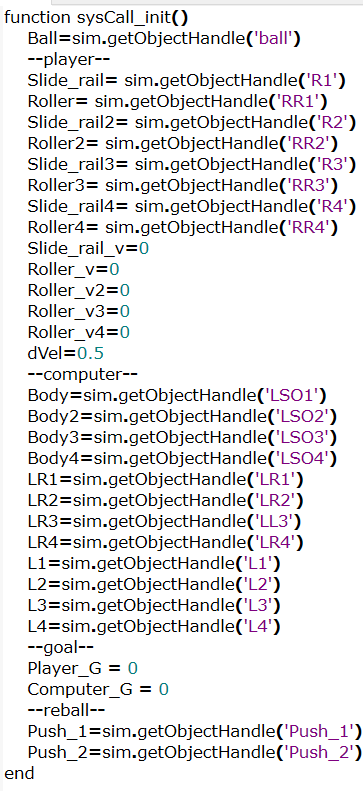 function sysCall_init()
Ball=sim.getObjectHandle('ball')
--player--
Slide_rail= sim.getObjectHandle('R1')
Roller= sim.getObjectHandle('RR1')
Slide_rail2= sim.getObjectHandle('R2')
Roller2= sim.getObjectHandle('RR2')
Slide_rail3= sim.getObjectHandle('R3')
Roller3= sim.getObjectHandle('RR3')
Slide_rail4= sim.getObjectHandle('R4')
Roller4= sim.getObjectHandle('RR4')
Slide_rail_v=0
Roller_v=0
Roller_v2=0
Roller_v3=0
Roller_v4=0
dVel=0.5
--computer--
Body=sim.getObjectHandle('LSO1')
Body2=sim.getObjectHandle('LSO2')
Body3=sim.getObjectHandle('LSO3')
Body4=sim.getObjectHandle('LSO4')
LR1=sim.getObjectHandle('LR1')
LR2=sim.getObjectHandle('LR2')
LR3=sim.getObjectHandle('LL3')
LR4=sim.getObjectHandle('LR4')
L1=sim.getObjectHandle('L1')
L2=sim.getObjectHandle('L2')
L3=sim.getObjectHandle('L3')
L4=sim.getObjectHandle('L4')
--goal--
Player_G = 0
Computer_G = 0
--reball--
Push_1=sim.getObjectHandle('Push_1')
Push_2=sim.getObjectHandle('Push_2')
end